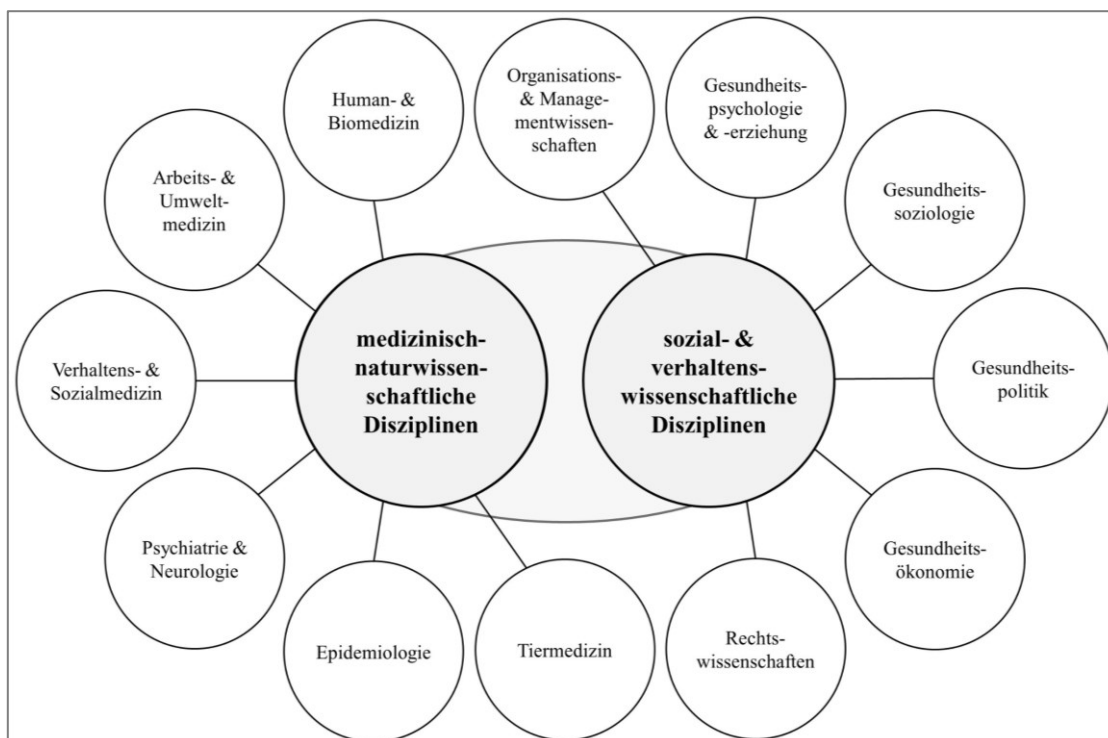 Human- &
Biomedizin
Organisations-
& Manage-
mentwissen-
schaften
Gesundheits-
psychologie
& -erziehung
Arbeits- &
Umwelt-
medizin
Gesundheits-
soziologie
medizinisch-
naturwissen-
schaftliche
Disziplinen
sozial- &
verhaltens-
wissenschaftliche
Disziplinen
Verhaltens- &
Sozialmedizin
Gesundheits-
politik
Psychiatrie &
Neurologie
Gesundheits-
ökonomie
Epidemiologie
Tiermedizin
Rechts-
wissenschaften